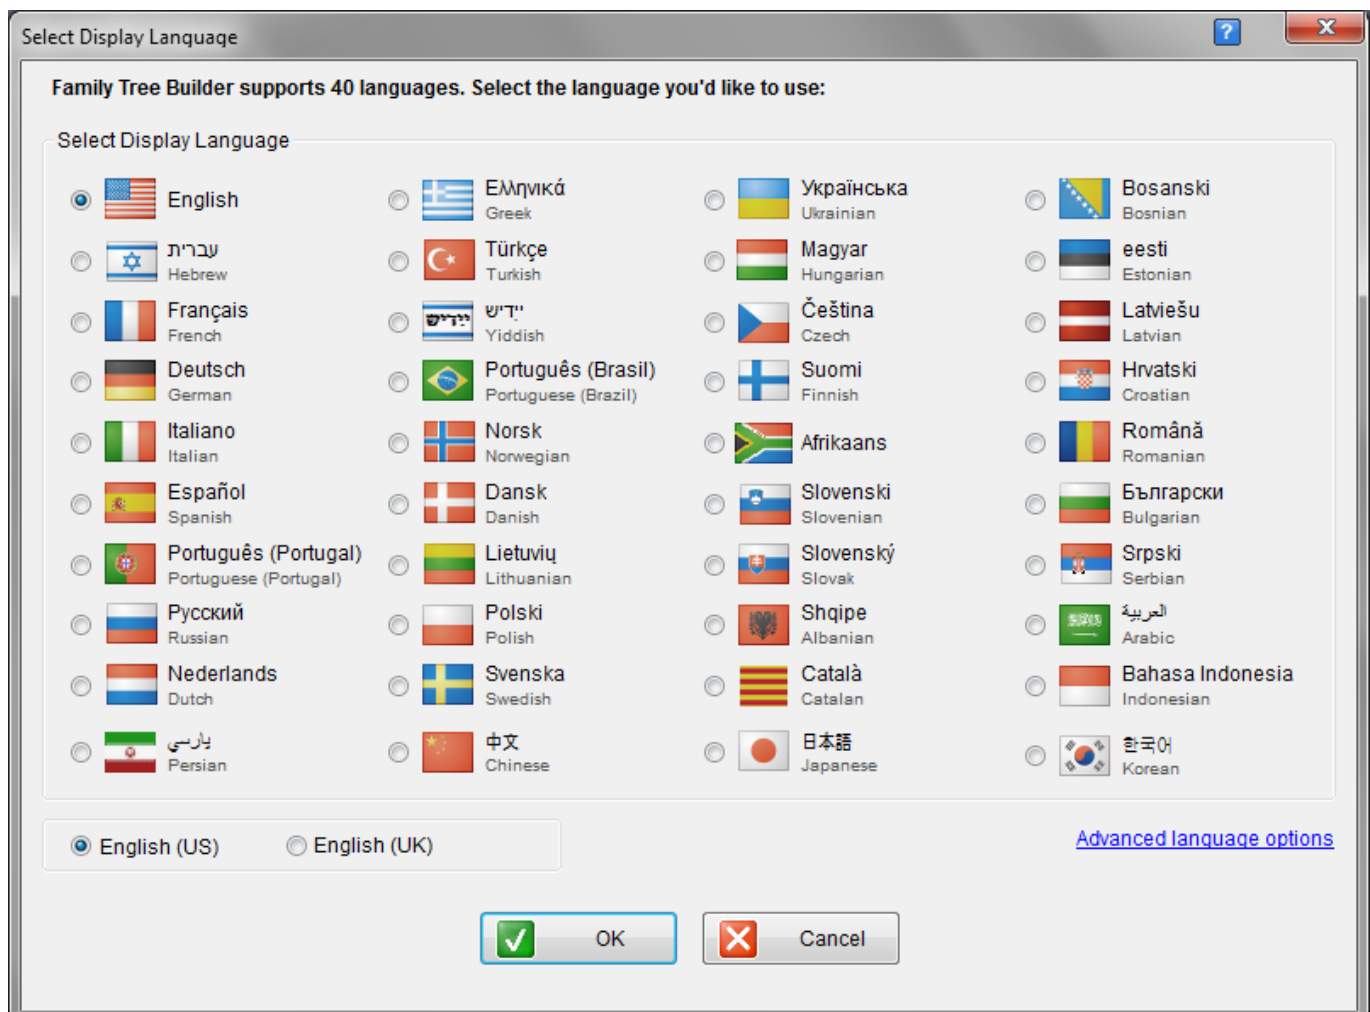 Select Display Language
Family Tree Builder supports 40 languages. Select the language you'd like to use:
Select Display Language
English
Ελληνικά
Greek
Українська
Ukrainian
Bosanski
Bosnian
עברית
Hebrew
Türkçe
Turkish
Magyar
Hungarian
eesti
Estonian
Français
French
ייִדיש
ייִדיש
Yiddish
Čeština
Czech
Latviešu
Latvian
Deutsch
German
Português (Brasil)
Portuguese (Brazil)
Suomi
Finnish
Hrvatski
Croatian
Italiano
Italian
Norsk
Norwegian
Afrikaans
Română
Romanian
Español
Spanish
Dansk
Danish
Slovenski
Slovenian
Български
Bulgarian
Português (Portugal)
Portuguese (Portugal)
Lietuvių
Lithuanian
Slovenský
Slovak
Srpski
Serbian
Русский
Russian
Polski
Polish
Shqipe
Albanian
العربية
Arabic
Nederlands
Dutch
Svenska
Swedish
Català
Catalan
Bahasa Indonesia
Indonesian
پارسي
Persian
中文
Chinese
日本語
Japanese
한국어
Korean
English (US)
English (UK)
Advanced language options
OK
Cancel